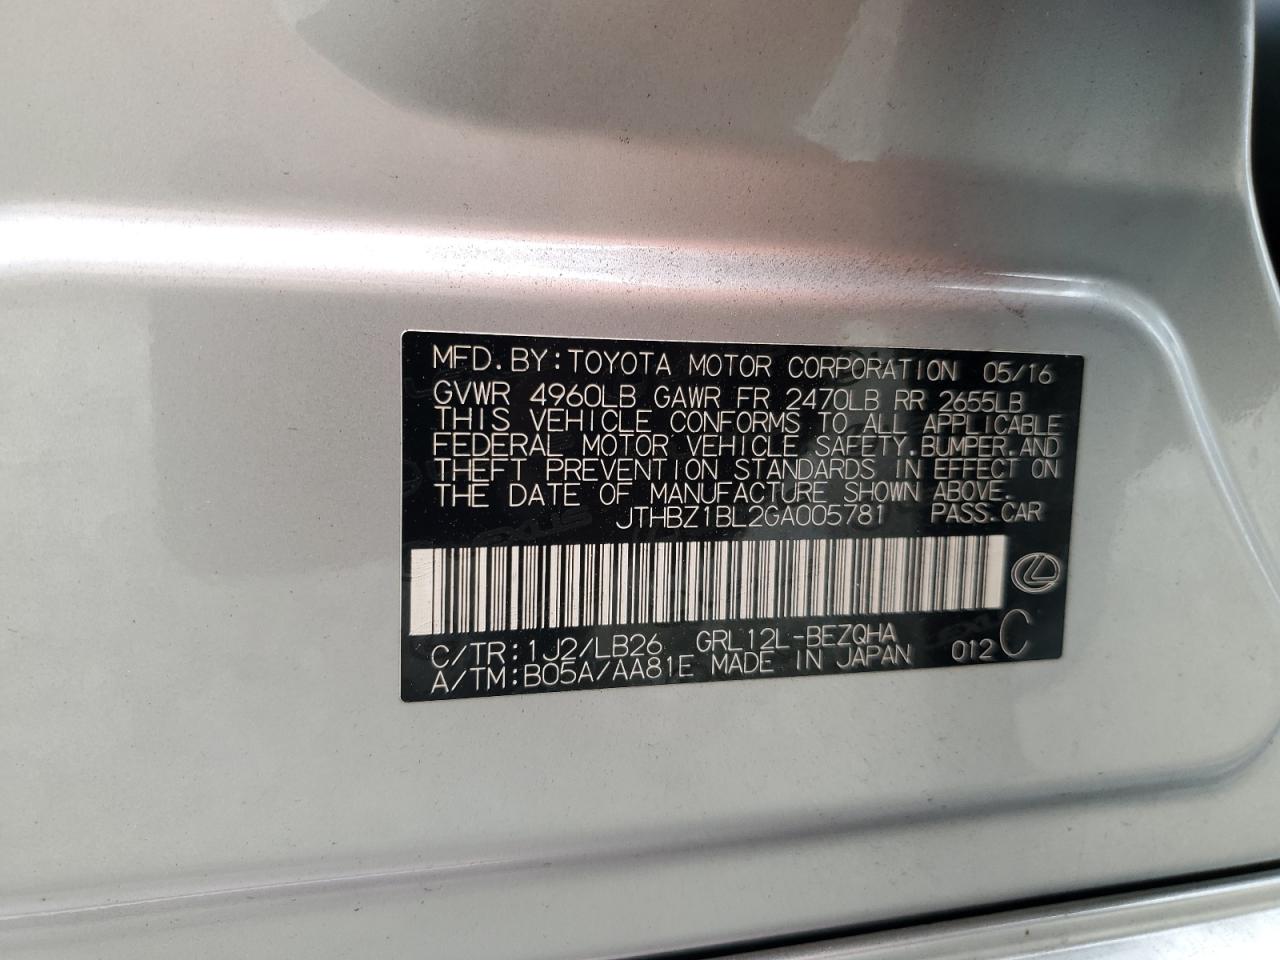 MFD. BY: TOYOTA MOTOR CORPORATION 05/16
GVWR 4960LB GAWR FR 2470LB RR 2655LB
THIS VEHICLE CONFORMS TO ALL APPLICABLE
FEDERAL MOTOR VEHICLE SAFETY. BUMPER. AND
THEFT PREVENTION STANDARDS IN EFFECT ON
THE DATE OF MANUFACTURE SHOWN ABOVE.
JTHBZ1BL2GA005781 PASS. CAR
C/TR: 1J2/LB26 GRL12L-BEZQHA
A/TM: B05A/AA81E MADE IN JAPAN 012 C